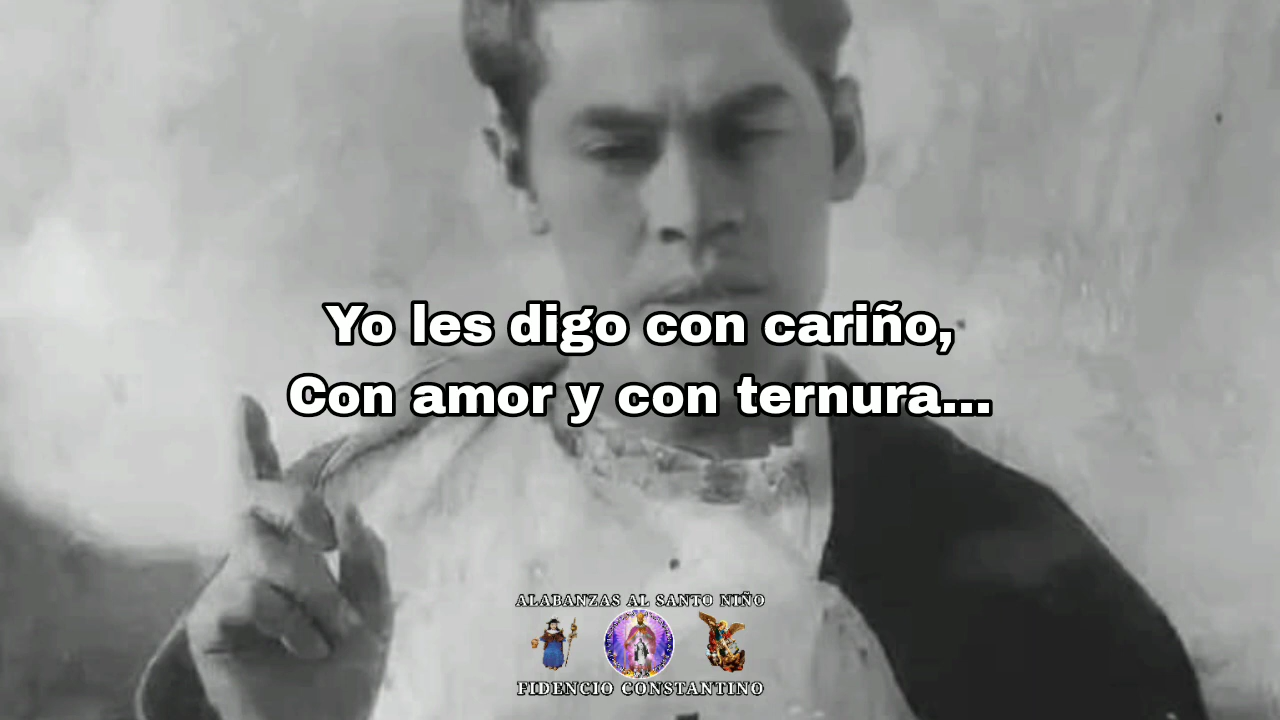 Yo les digo con cariño,
Con amor y con ternura...
ALABANZAS AL SANTO NIÑO
FIDENCIO CONSTANTINO